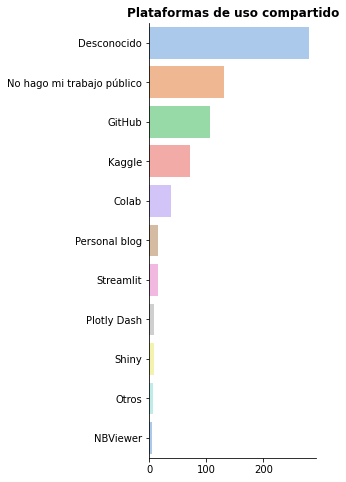 Plataformas de uso compartido
Desconocido
No hago mi trabajo público
GitHub
Kaggle
Colab
Personal blog
Streamlit
Plotly Dash
Shiny
Otros
NBViewer
0 100 200